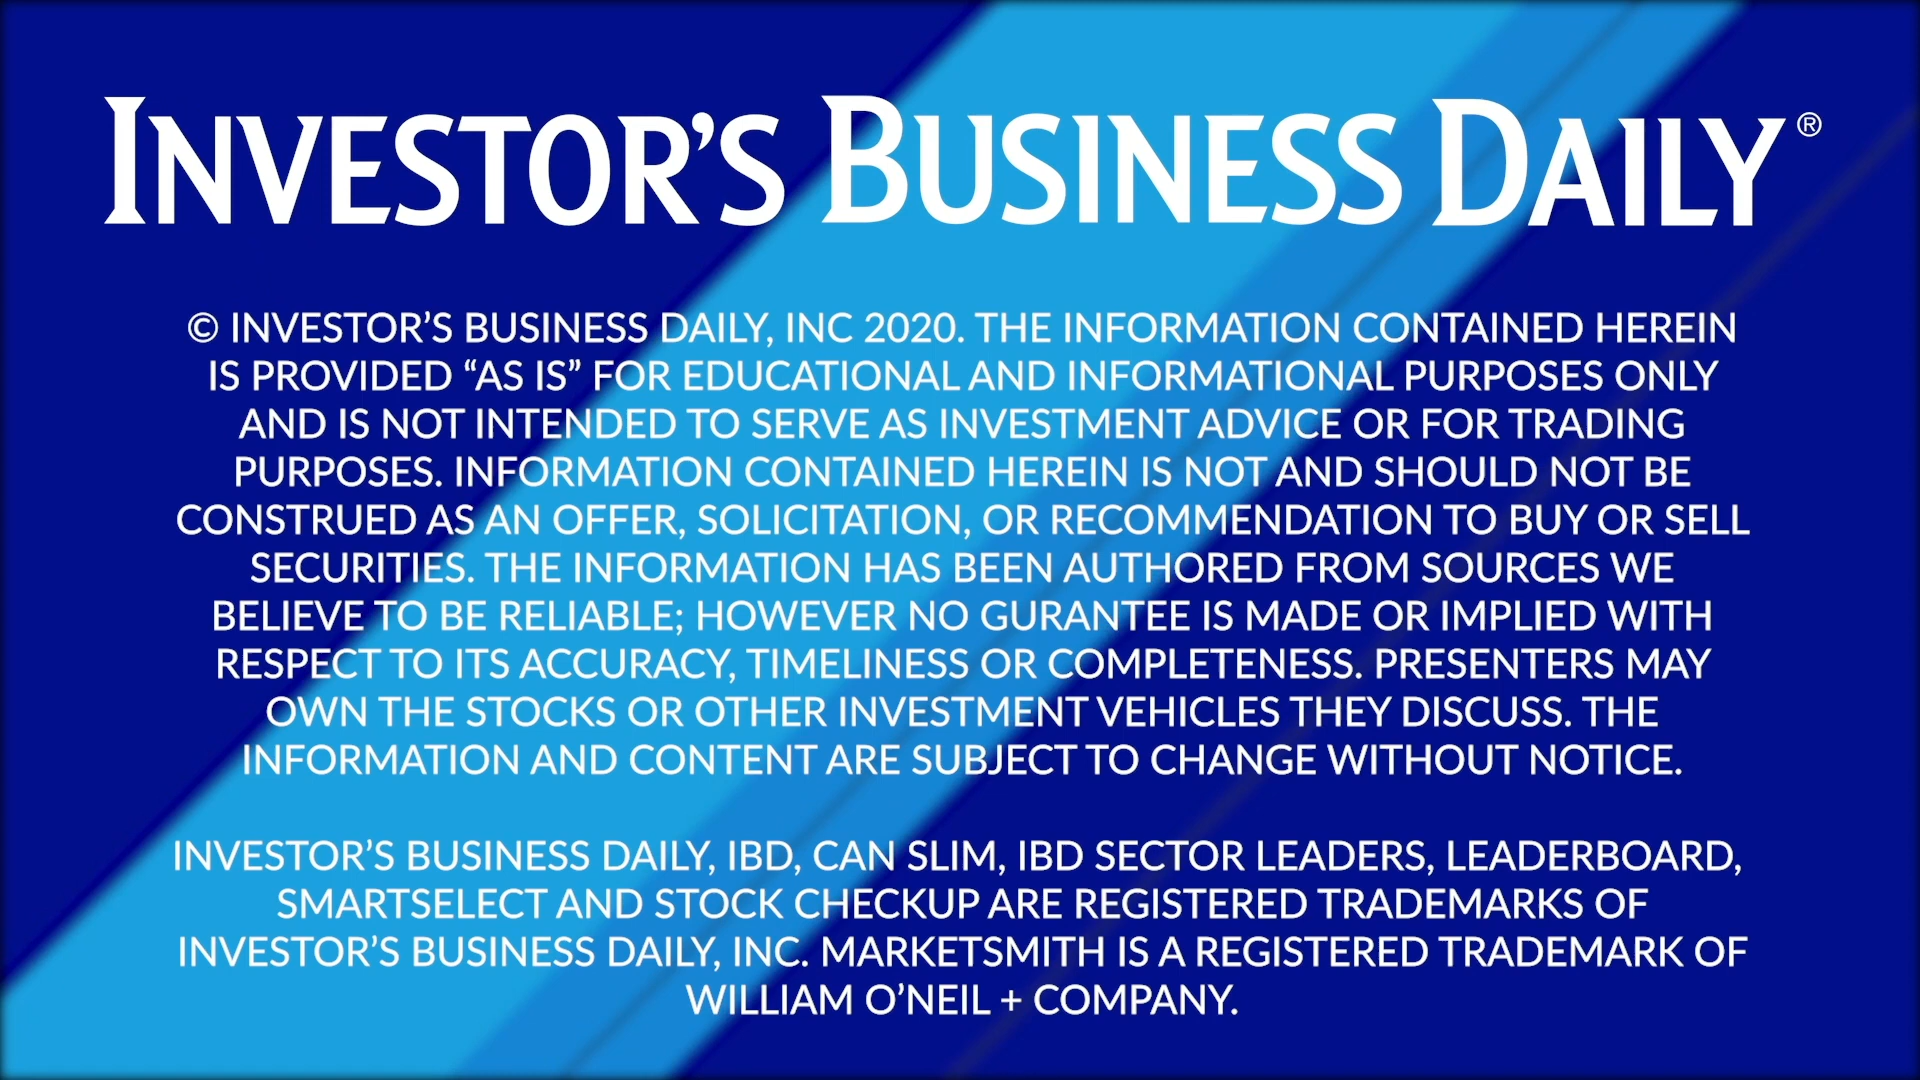 INVESTOR'S BUSINESS DAILY®
© INVESTOR’S BUSINESS DAILY, INC 2020. THE INFORMATION CONTAINED HEREIN
IS PROVIDED “AS IS” FOR EDUCATIONAL AND INFORMATIONAL PURPOSES ONLY
AND IS NOT INTENDED TO SERVE AS INVESTMENT ADVICE OR FOR TRADING
PURPOSES. INFORMATION CONTAINED HEREIN IS NOT AND SHOULD NOT BE
CONSTRUED AS AN OFFER, SOLICITATION, OR RECOMMENDATION TO BUY OR SELL
SECURITIES. THE INFORMATION HAS BEEN AUTHORED FROM SOURCES WE
BELIEVE TO BE RELIABLE; HOWEVER NO GURANTEE IS MADE OR IMPLIED WITH
RESPECT TO ITS ACCURACY, TIMELINESS OR COMPLETENESS. PRESENTERS MAY
OWN THE STOCKS OR OTHER INVESTMENT VEHICLES THEY DISCUSS. THE
INFORMATION AND CONTENT ARE SUBJECT TO CHANGE WITHOUT NOTICE.
INVESTOR’S BUSINESS DAILY, IBD, CAN SLIM, IBD SECTOR LEADERS, LEADERBOARD,
SMARTSELECT AND STOCK CHECKUP ARE REGISTERED TRADEMARKS OF
INVESTOR’S BUSINESS DAILY, INC. MARKETSMITH IS A REGISTERED TRADEMARK OF
WILLIAM O’NEIL + COMPANY.